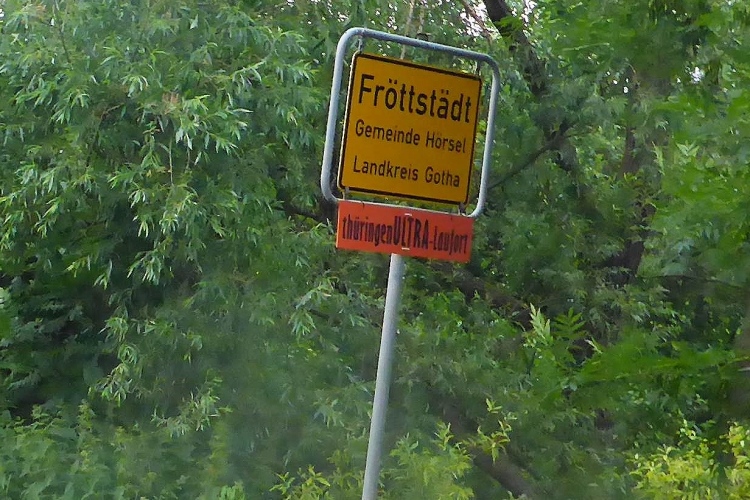 Fröttstädt
Gemeinde Hörsel
Landkreis Gotha
thüringenULTRA-Laufort